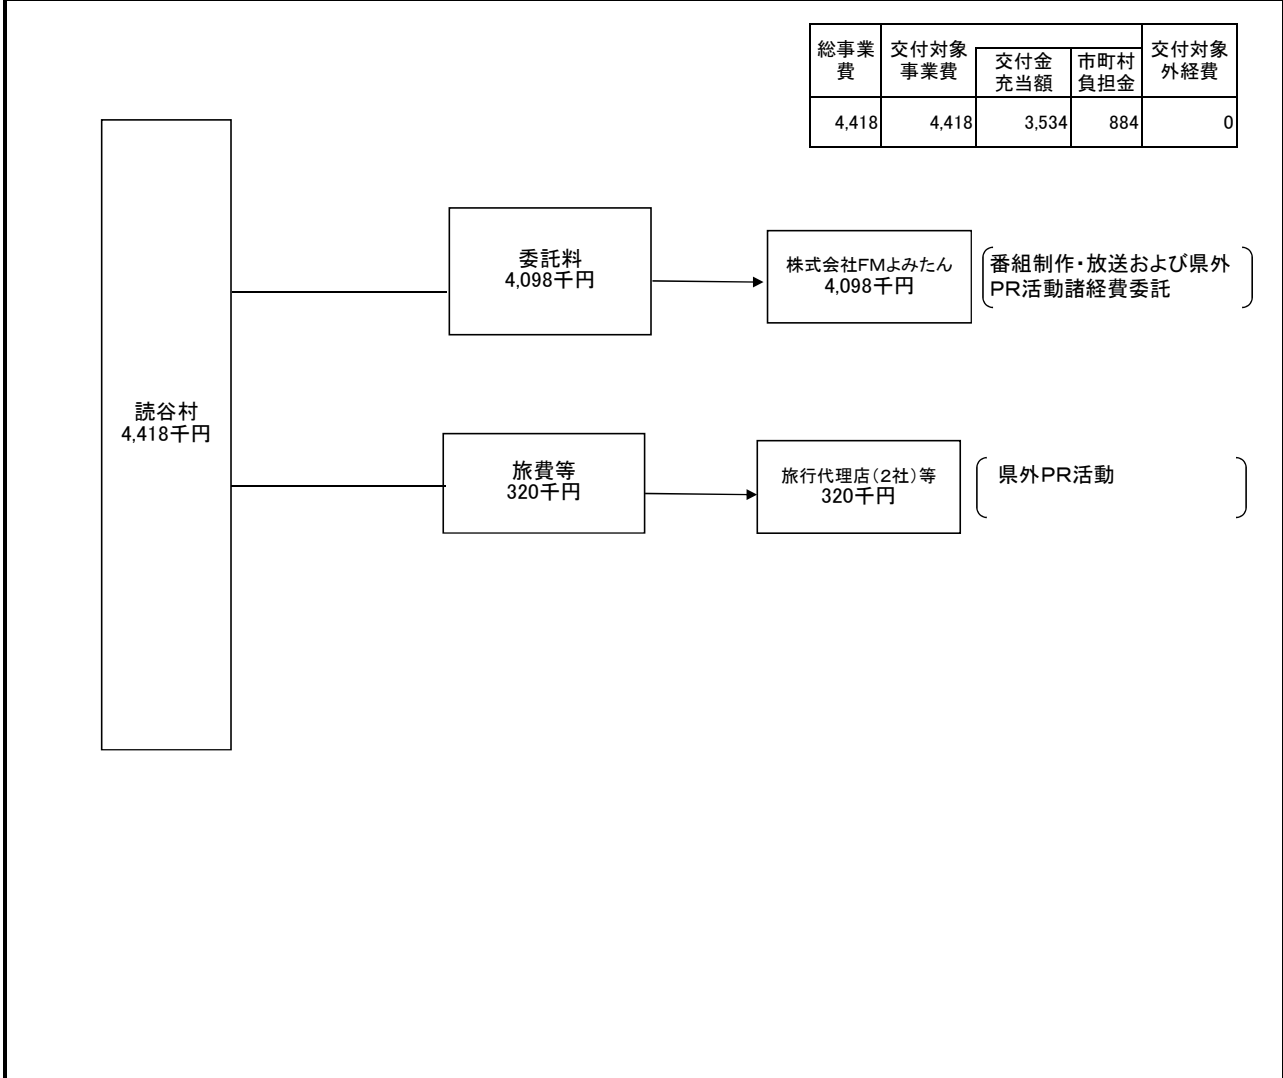 総事業
費
交付対象
事業費
交付金
充当額
市町村
負担金
交付対象
外経費
4,418
4,418
3,534
884
0
委託料
4,098千円
株式会社FMよみたん
4,098千円
番組制作・放送および県外
PR活動諸経費委託
読谷村
4,418千円
旅費等
320千円
旅行代理店(2社)等
320千円
県外PR活動